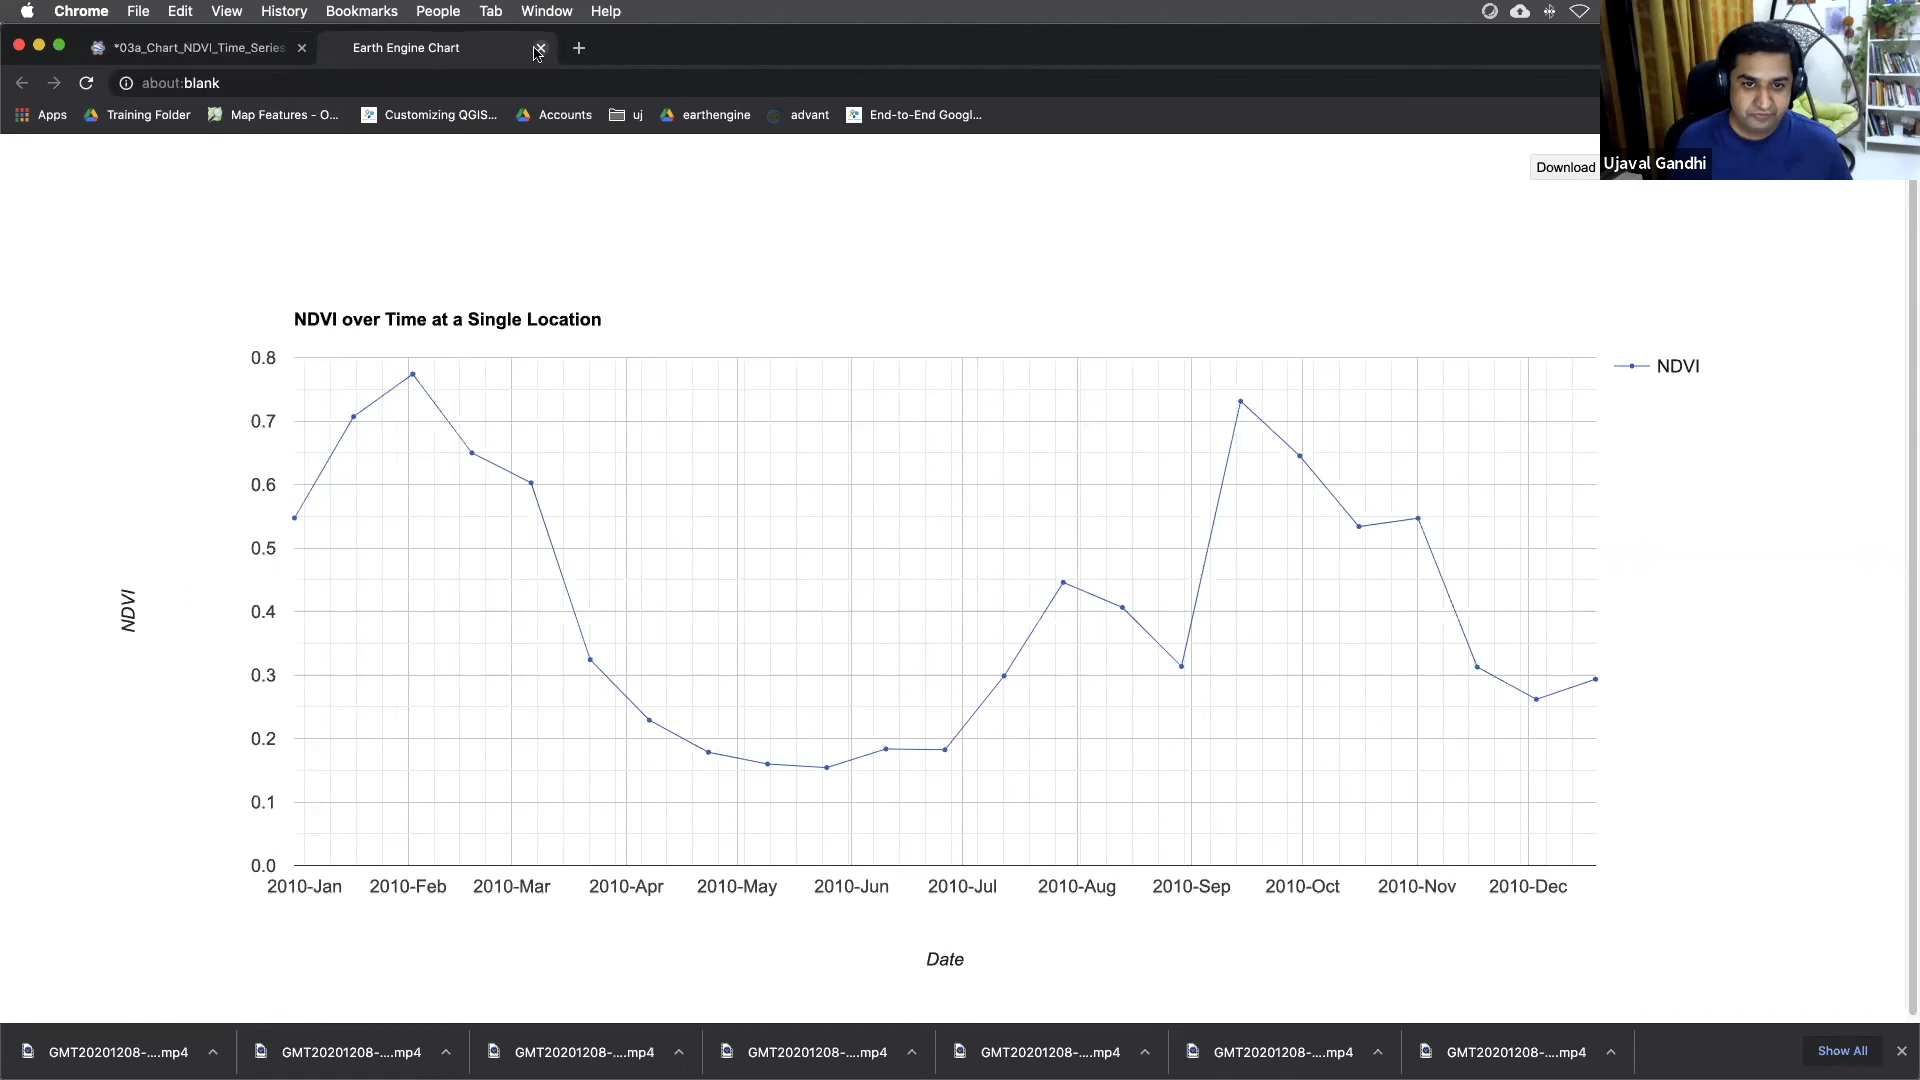 Chrome File Edit View History Bookmarks People Tab Window Help
*03a_Chart_NDVI_Time_Series
Earth Engine Chart
about:blank
Apps Training Folder Map Features - O... Customizing QGIS... Accounts uj earthengine advant End-to-End Googl...
Download
Ujaval Gandhi
NDVI over Time at a Single Location
NDVI
0.8
0.7
0.6
0.5
0.4
0.3
0.2
0.1
0.0
NDVI
2010-Jan 2010-Feb 2010-Mar 2010-Apr 2010-May 2010-Jun 2010-Jul 2010-Aug 2010-Sep 2010-Oct 2010-Nov 2010-Dec
Date
GMT20201208-....mp4 GMT20201208-....mp4 GMT20201208-....mp4 GMT20201208-....mp4 GMT20201208-....mp4 GMT20201208-....mp4 GMT20201208-....mp4 Show All